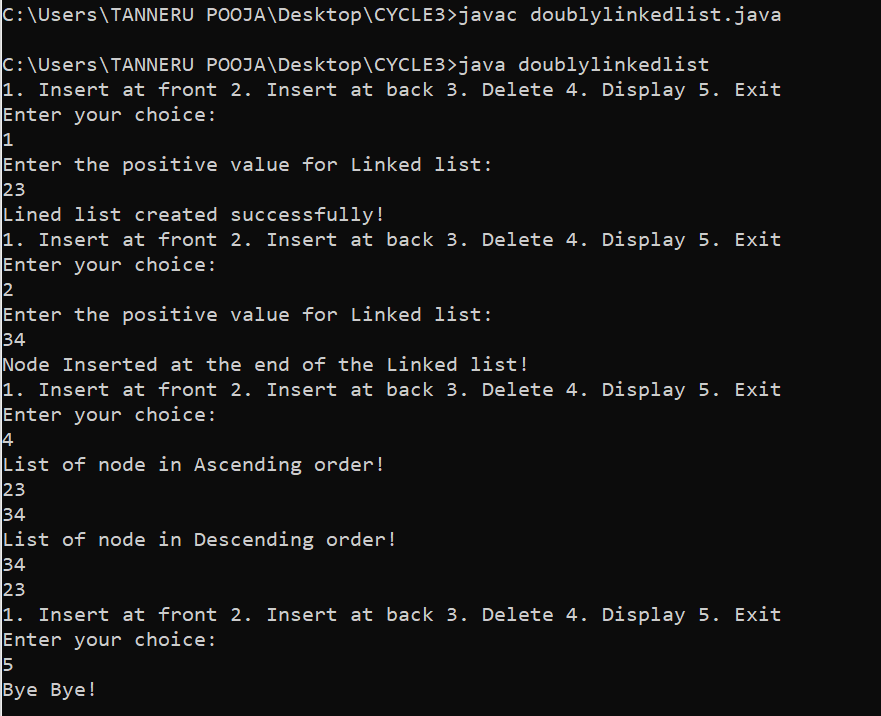 C:\Users\TANNERU POOJA\Desktop\CYCLE3>javac doublylinkedlist.java
C:\Users\TANNERU POOJA\Desktop\CYCLE3>java doublylinkedlist
1. Insert at front 2. Insert at back 3. Delete 4. Display 5. Exit
Enter your choice:
1
Enter the positive value for Linked list:
23
Lined list created successfully!
1. Insert at front 2. Insert at back 3. Delete 4. Display 5. Exit
Enter your choice:
2
Enter the positive value for Linked list:
34
Node Inserted at the end of the Linked list!
1. Insert at front 2. Insert at back 3. Delete 4. Display 5. Exit
Enter your choice:
4
List of node in Ascending order!
23
34
List of node in Descending order!
34
23
1. Insert at front 2. Insert at back 3. Delete 4. Display 5. Exit
Enter your choice:
5
Bye Bye!